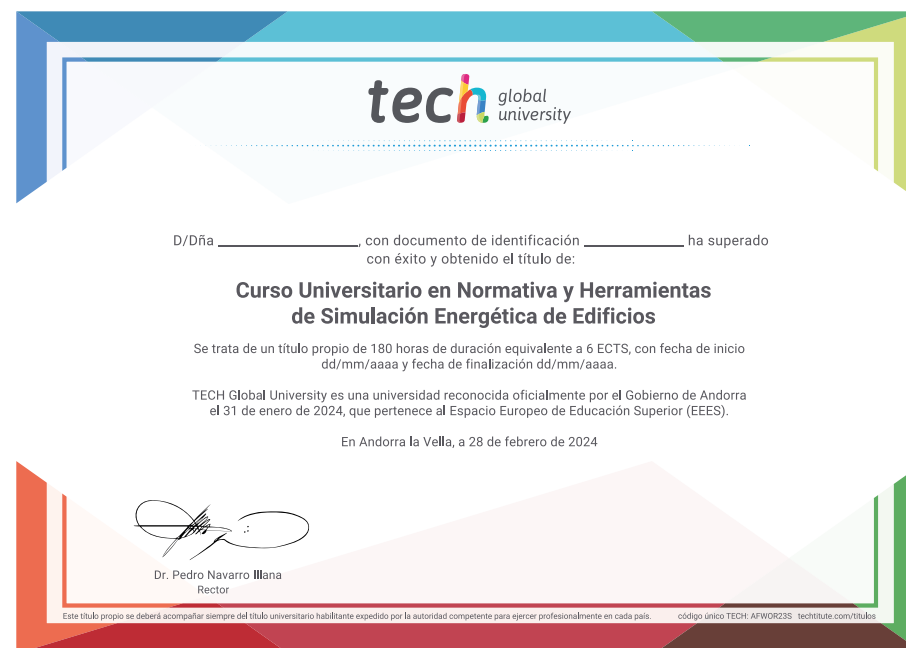 tech global
university
D/Dña ____________________, con documento de identificación ______________ ha superado
con éxito y obtenido el título de:
Curso Universitario en Normativa y Herramientas
de Simulación Energética de Edificios
Se trata de un título propio de 180 horas de duración equivalente a 6 ECTS, con fecha de inicio
dd/mm/aaaa y fecha de finalización dd/mm/aaaa.
TECH Global University es una universidad reconocida oficialmente por el Gobierno de Andorra
el 31 de enero de 2024, que pertenece al Espacio Europeo de Educación Superior (EEES).
En Andorra la Vella, a 28 de febrero de 2024
Dr. Pedro Navarro Illana
Rector
Este título propio se deberá acompañar siempre del título universitario habilitante expedido por la autoridad competente para ejercer profesionalmente en cada país. código único TECH: AFWOR23S techtitute.com/titulos